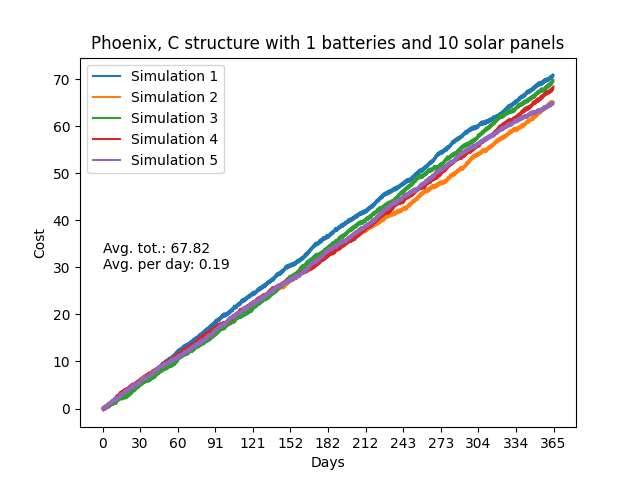 Phoenix, C structure with 1 batteries and 10 solar panels
70
60
50
40
30
20
10
0
Cost
Simulation 1
Simulation 2
Simulation 3
Simulation 4
Simulation 5
Avg. tot.: 67.82
Avg. per day: 0.19
0 30 60 91 121 152 182 212 243 273 304 334 365
Days